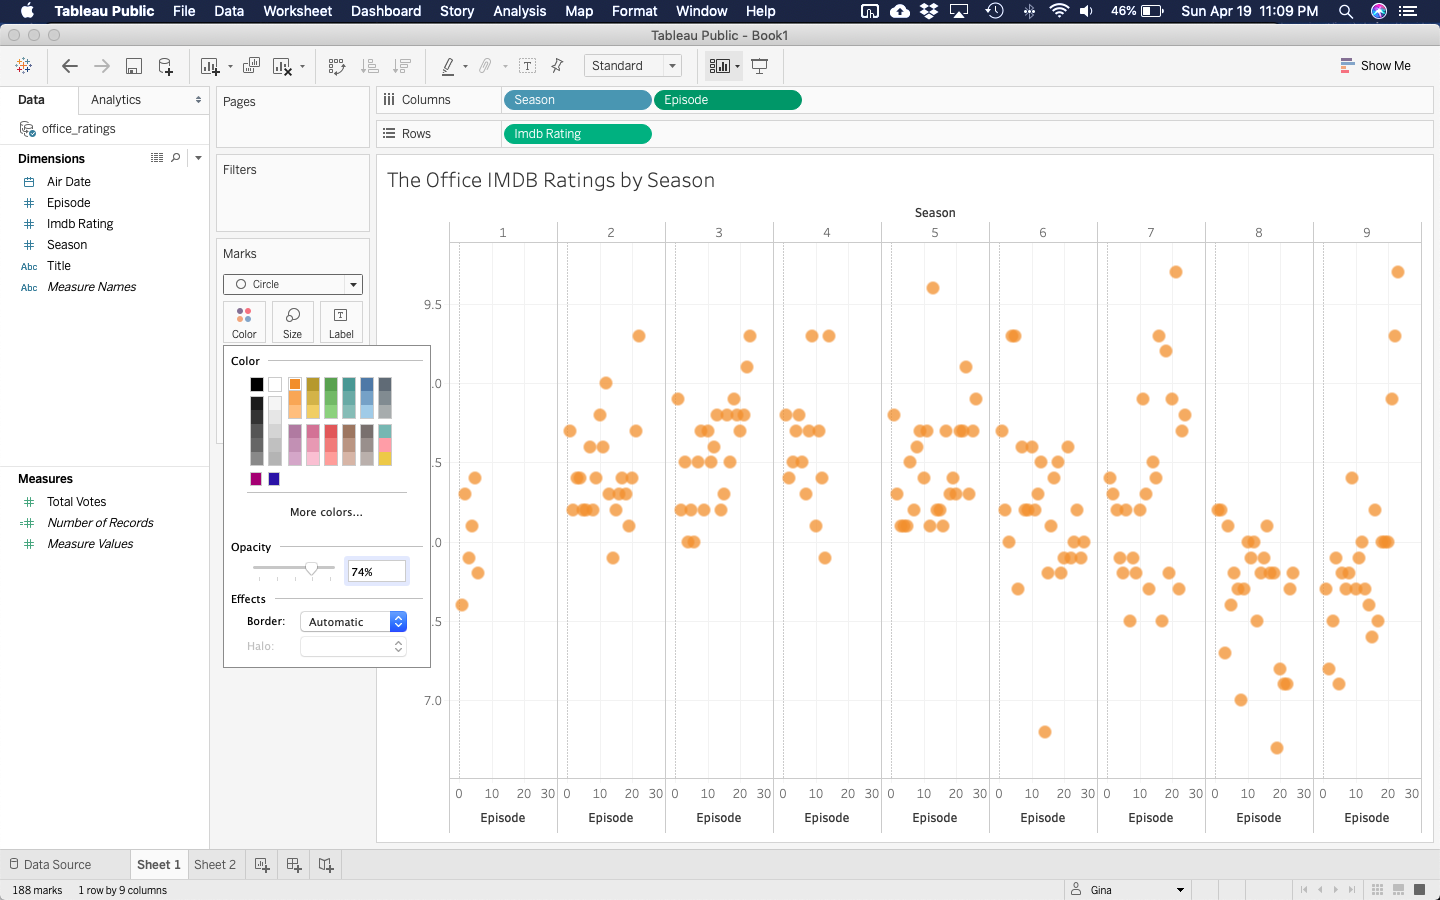 Tableau Public File Data Worksheet Dashboard Story Analysis Map Format Window Help 46% Sun Apr 19 11:09 PM
Tableau Public - Book1
Standard Show Me
Data Analytics
office_ratings
Dimensions
Air Date
Episode
Imdb Rating
Season
Title
Measure Names
Measures
Total Votes
Number of Records
Measure Values
Pages
Filters
Marks
Circle
Color Size Label
Color
More colors...
Opacity
74%
Effects
Border: Automatic
Halo:
Columns Season Episode
Rows Imdb Rating
The Office IMDB Ratings by Season
Season
1 2 3 4 5 6 7 8 9
9.5
.0
.5
.0
.5
7.0
0 10 20 30 0 10 20 30 0 10 20 30 0 10 20 30 0 10 20 30 0 10 20 30 0 10 20 30 0 10 20 30 0 10 20 30
Episode Episode Episode Episode Episode Episode Episode Episode Episode
Data Source Sheet 1 Sheet 2
188 marks 1 row by 9 columns Gina